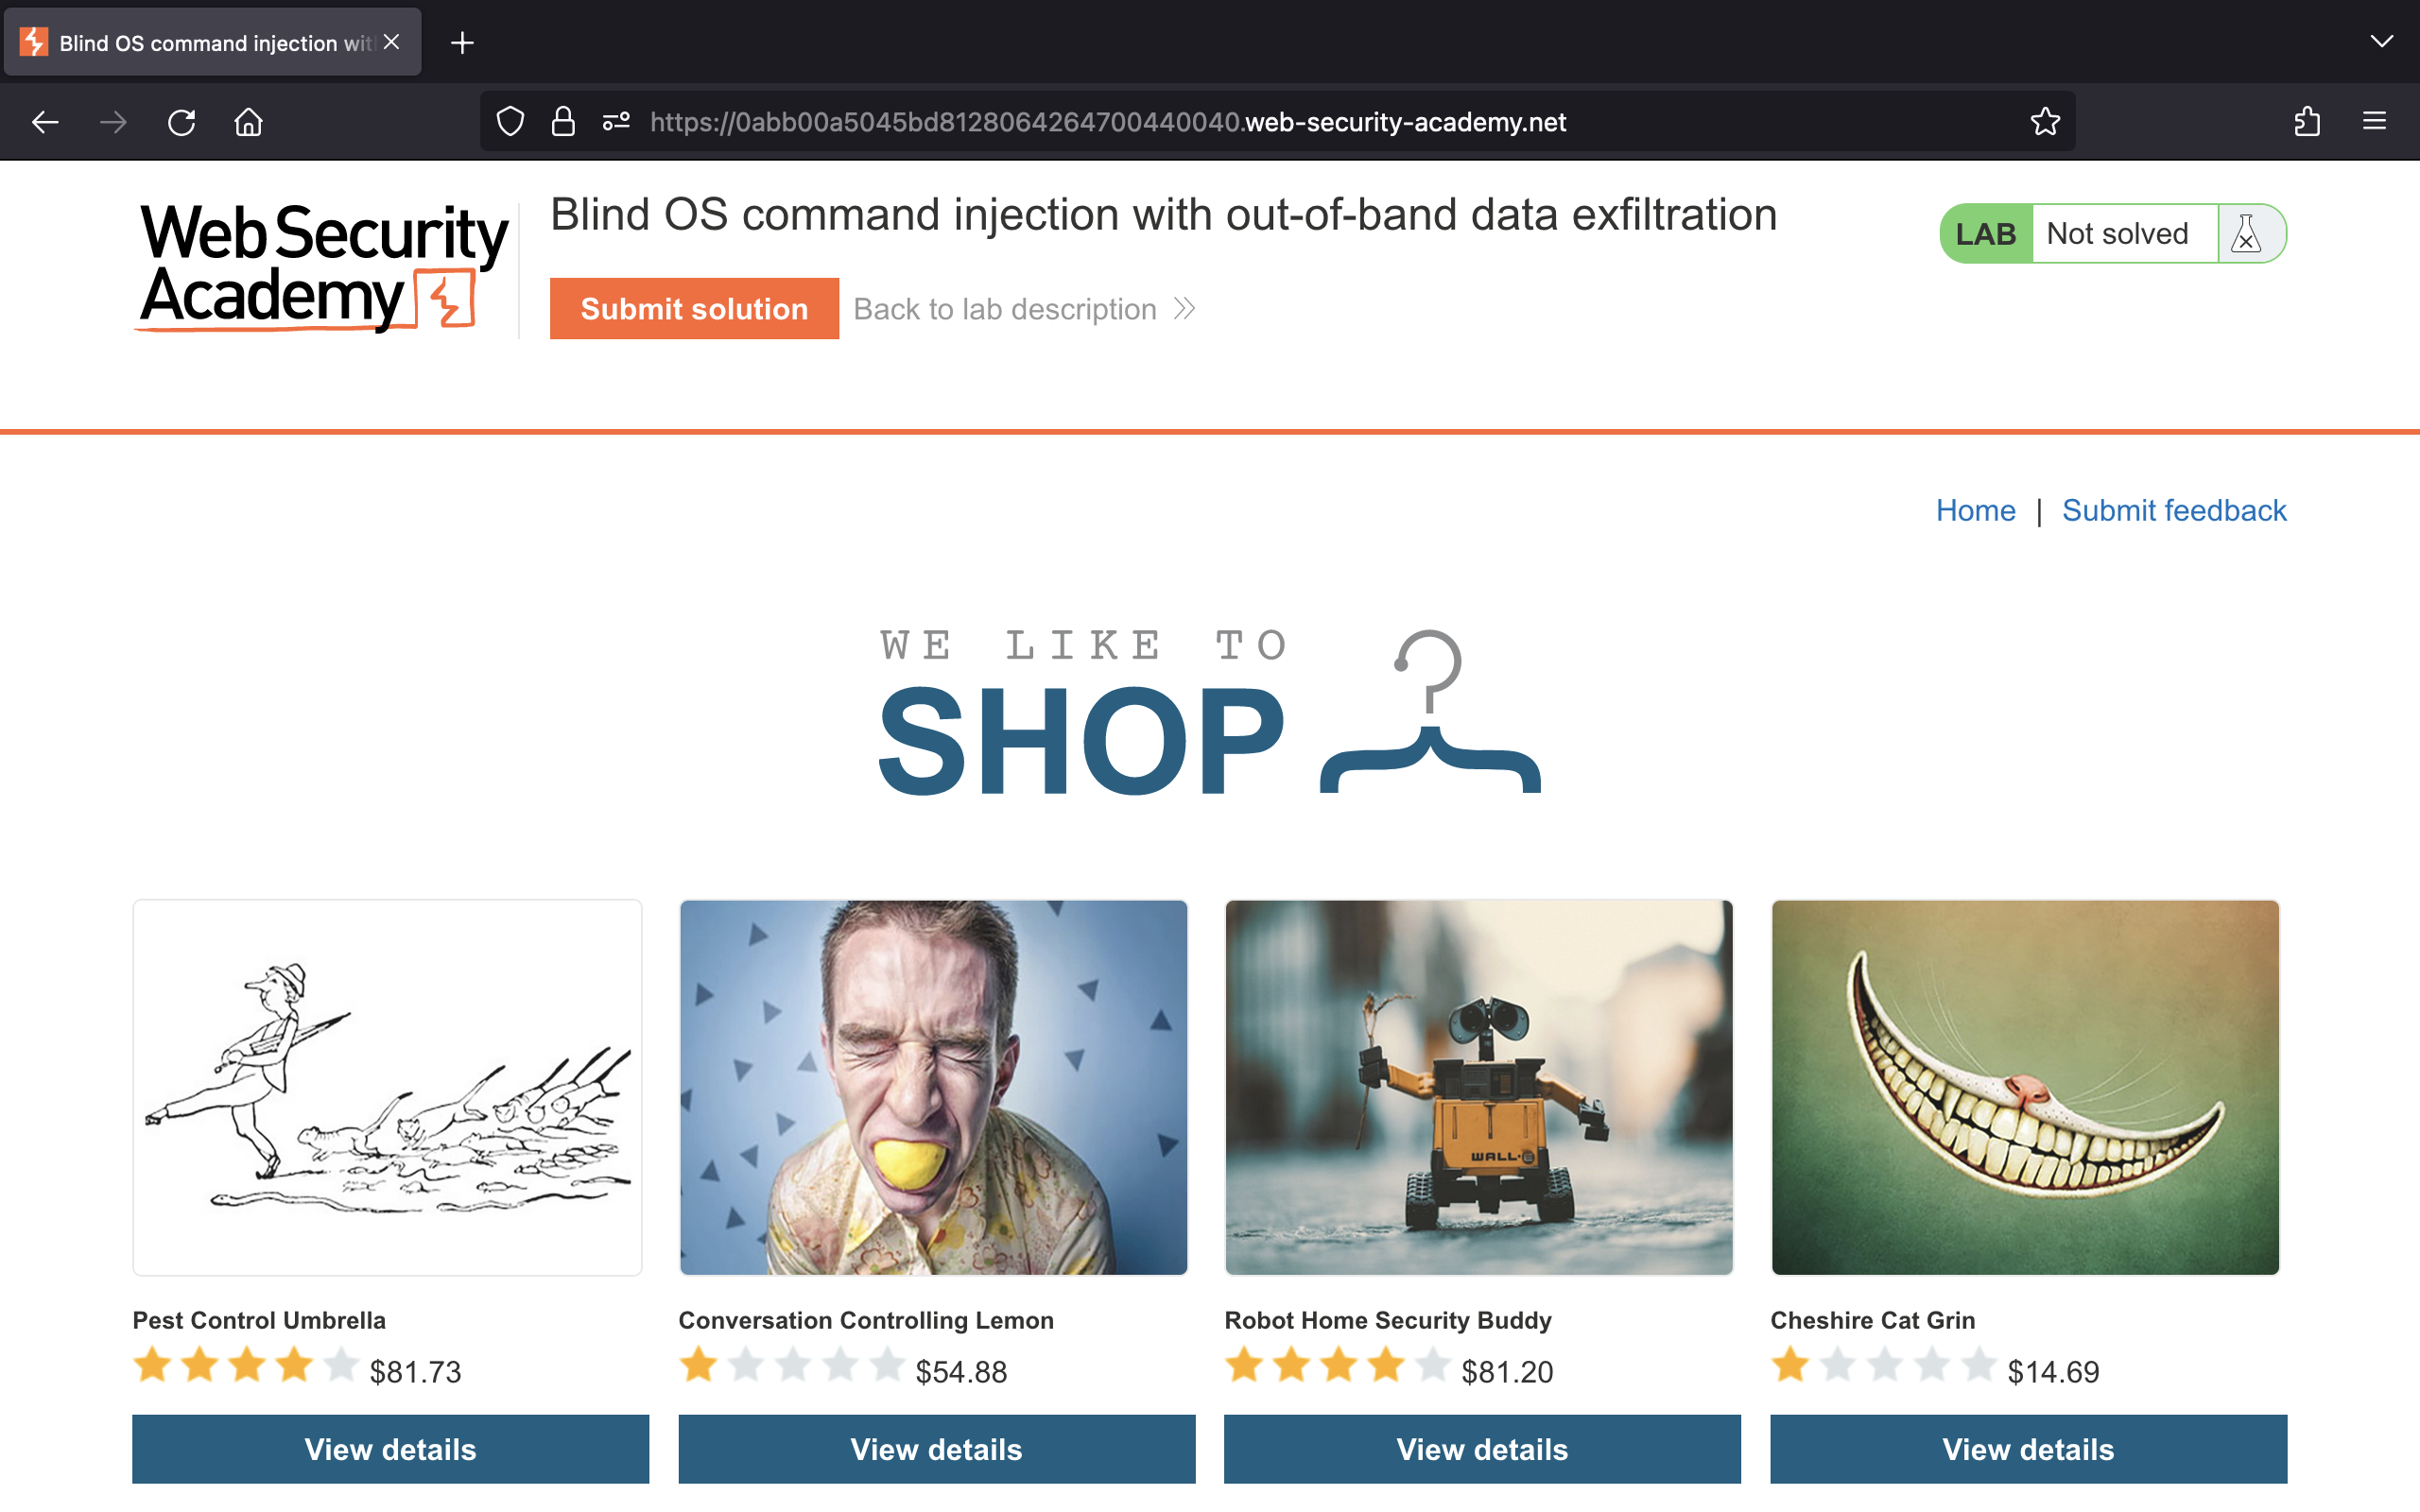 Blind OS command injection wit
https://0abb00a5045bd8128064264700440040.web-security-academy.net
Web Security
Academy
Blind OS command injection with out-of-band data exfiltration
LAB Not solved
Submit solution Back to lab description
Home | Submit feedback
WE LIKE TO
SHOP
WALL·E
Pest Control Umbrella
$81.73
View details
Conversation Controlling Lemon
$54.88
View details
Robot Home Security Buddy
$81.20
View details
Cheshire Cat Grin
$14.69
View details